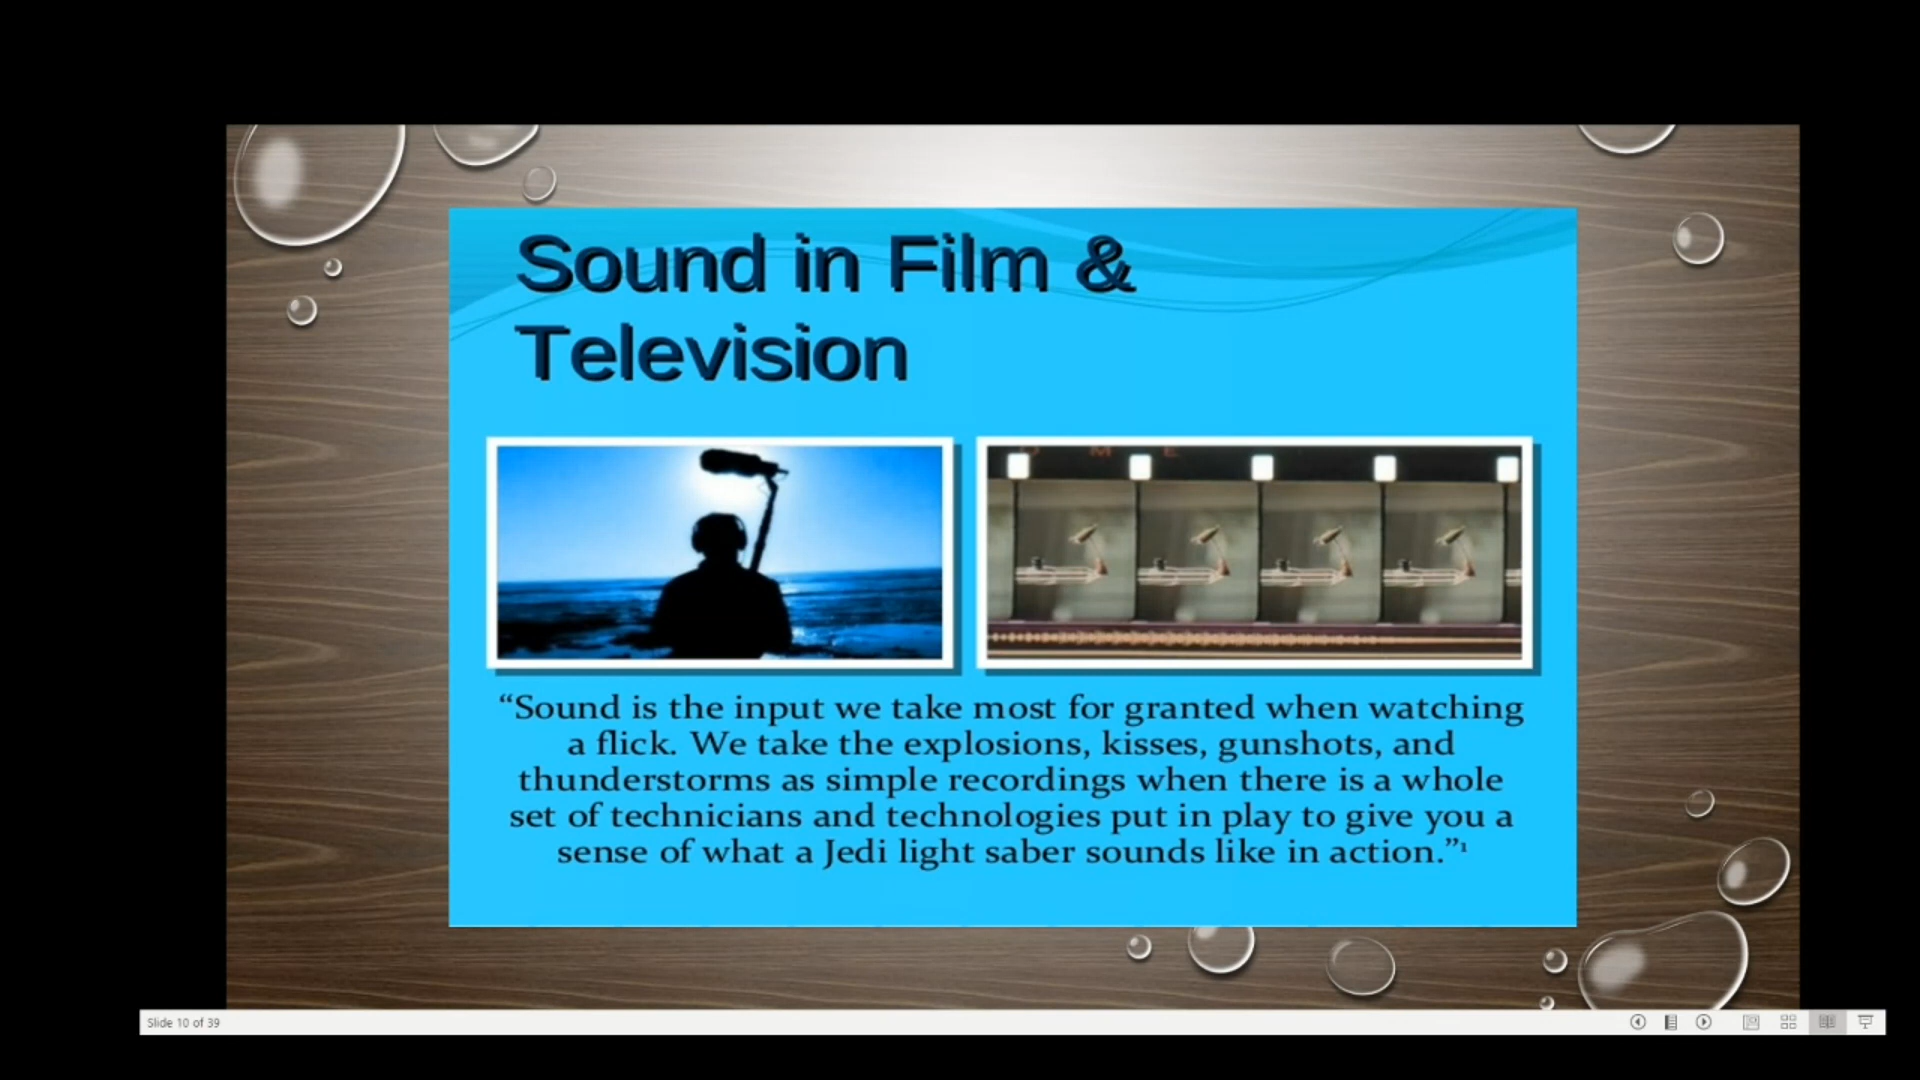 Sound in Film &
Television
“Sound is the input we take most for granted when watching
a flick. We take the explosions, kisses, gunshots, and
thunderstorms as simple recordings when there is a whole
set of technicians and technologies put in play to give you a
sense of what a Jedi light saber sounds like in action.”¹
Slide 10 of 39